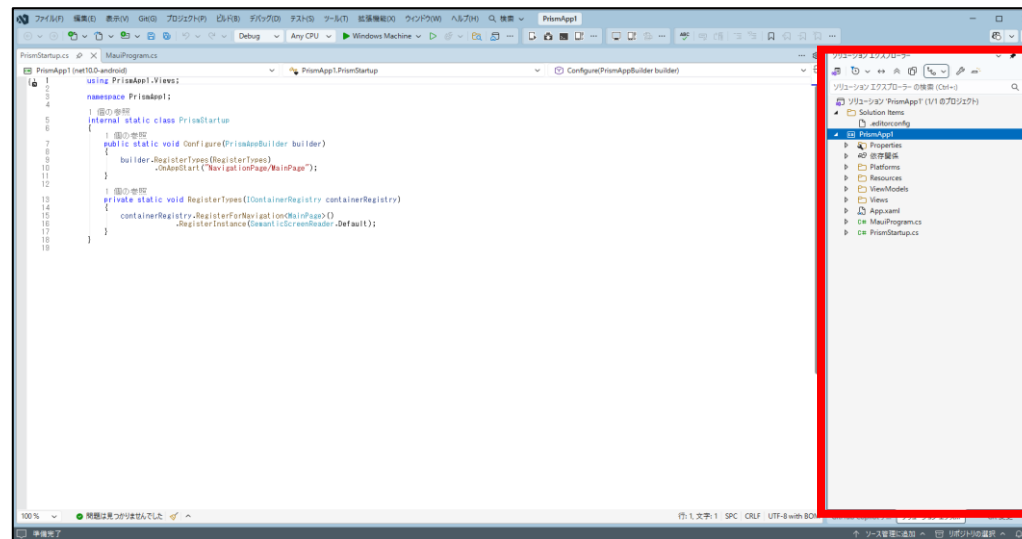 ファイル(F) 編集(E) 表示(V) Git(G) プロジェクト(P) ビルド(B) デバッグ(D) テスト(S) ツール(T) 拡張機能(X) ウィンドウ(W) ヘルプ(H) 検索 PrismApp1
Debug Any CPU Windows Machine
PrismStartup.cs MauiProgram.cs
PrismApp1 (net10.0-android) PrismApp1.PrismStartup Configure(PrismAppBuilder builder)
1 using PrismApp1.Views;
2
3 namespace PrismApp1;
4
1 個の参照
5 internal static class PrismStartup
6 {
1 個の参照
7 public static void Configure(PrismAppBuilder builder)
8 {
9 builder.RegisterTypes(RegisterTypes)
10 .OnAppStart("NavigationPage/MainPage");
11 }
12
1 個の参照
13 private static void RegisterTypes(IContainerRegistry containerRegistry)
14 {
15 containerRegistry.RegisterForNavigation<MainPage>()
16 .RegisterInstance(SemanticScreenReader.Default);
17 }
18 }
19
100 % 問題は見つかりませんでした 行: 1, 文字: 1 SPC CRLF UTF-8 with BOM
準備完了 ソース管理に追加 リポジトリの選択
ソリューション エクスプローラー
ソリューション エクスプローラー の検索 (Ctrl+:)
ソリューション 'PrismApp1' (1/1 のプロジェクト)
Solution Items
.editorconfig
PrismApp1
Properties
依存関係
Platforms
Resources
ViewModels
Views
App.xaml
C# MauiProgram.cs
C# PrismStartup.cs